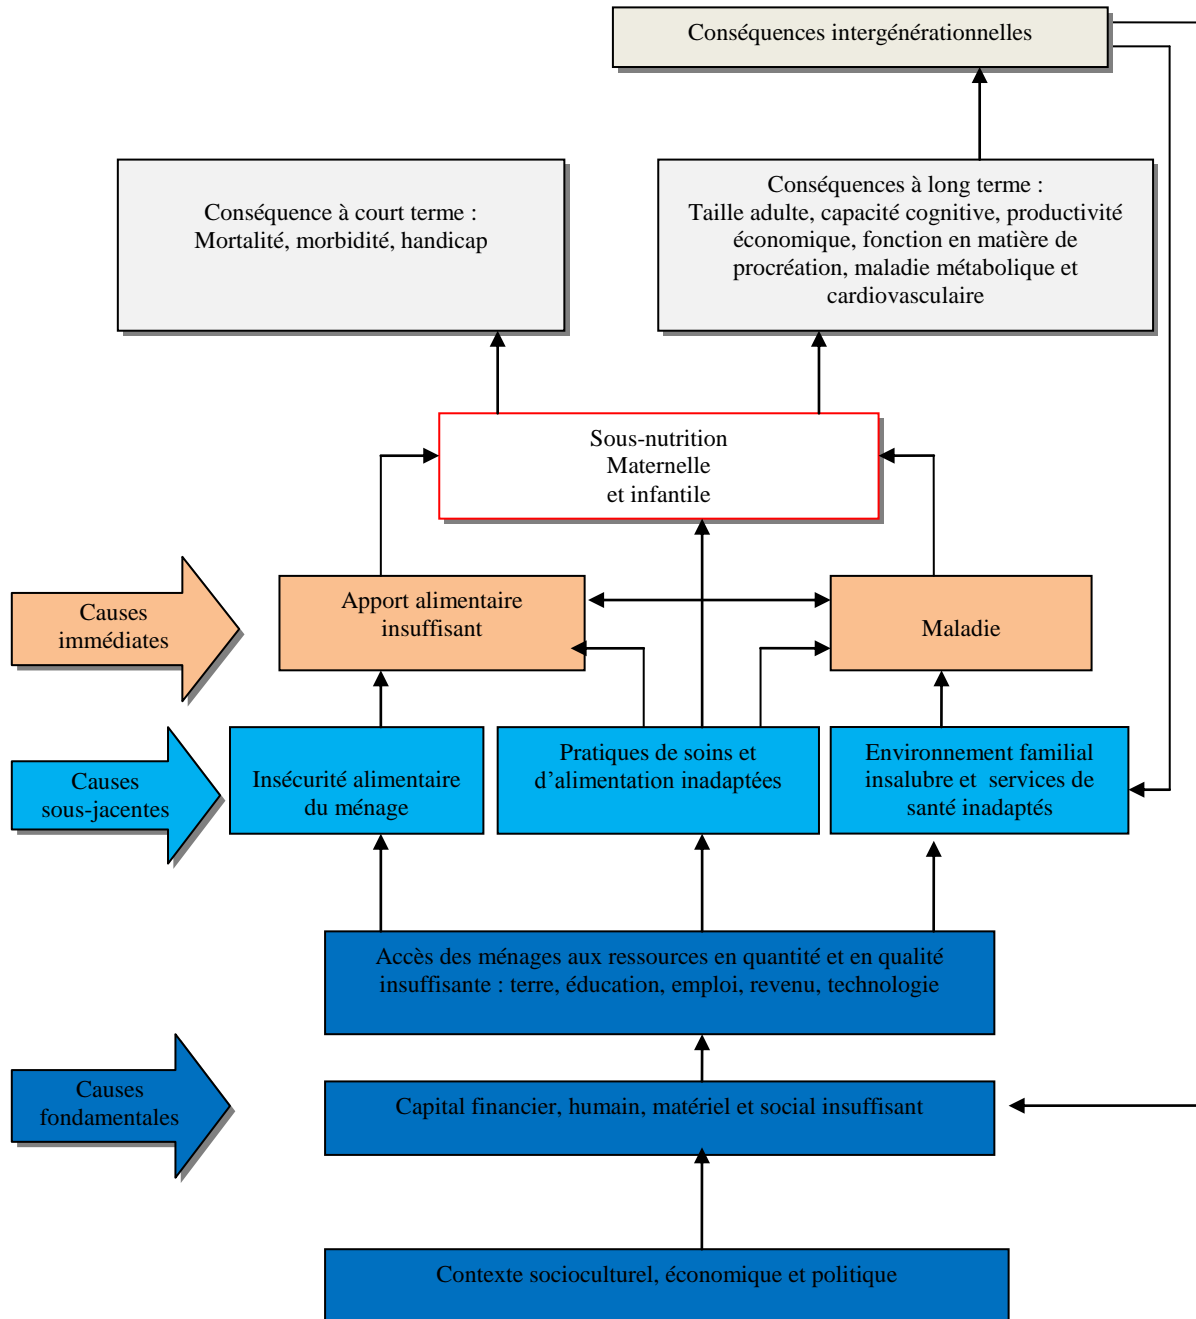 Conséquences intergénérationnelles
Conséquence à court terme :
Mortalité, morbidité, handicap
Conséquences à long terme :
Taille adulte, capacité cognitive, productivité
économique, fonction en matière de
procréation, maladie métabolique et
cardiovasculaire
Sous-nutrition
Maternelle
et infantile
Causes
immédiates
Apport alimentaire
insuffisant
Maladie
Causes
sous-jacentes
Insécurité alimentaire
du ménage
Pratiques de soins et
d’alimentation inadaptées
Environnement familial
insalubre et services de
santé inadaptés
Accès des ménages aux ressources en quantité et en qualité
insuffisante : terre, éducation, emploi, revenu, technologie
Causes
fondamentales
Capital financier, humain, matériel et social insuffisant
Contexte socioculturel, économique et politique